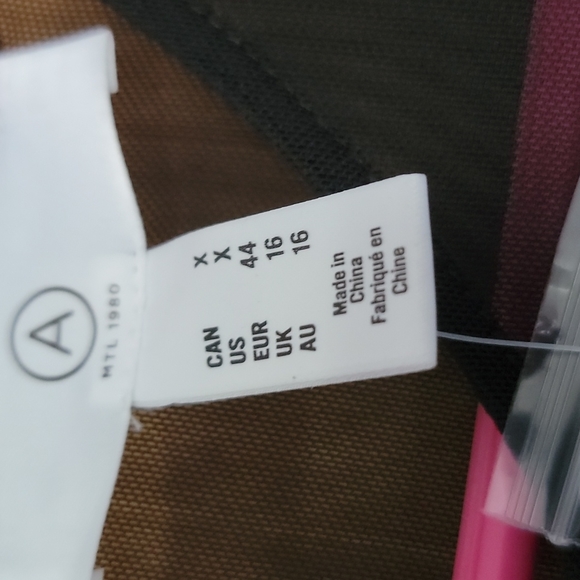 A
MTL 1980
CAN X
US X
EUR 44
UK 16
AU 16
Made in
China
Fabriqué en
Chine